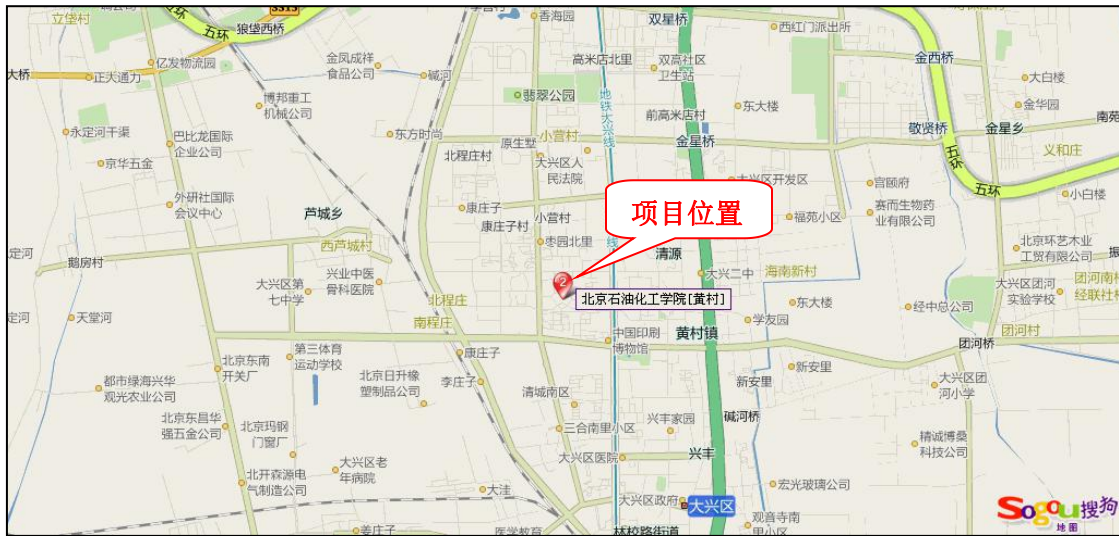 立垡村
五环
狼垡西桥
五环
大桥
正大通力
亿发物流园
金凤成祥
食品公司
碱河
香海园
双星桥
西红门派出所
高米店北里
双高社区
卫生站
金西桥
大白楼
金华园
博邦重工
机械公司
翡翠公园
地铁大兴线
前高米店村
东大楼
永定河干渠
巴比龙国际
企业公司
东方时尚
原生墅
小营村
金星桥
敬贤桥
金星乡
南苑
义和庄
五环
京华五金
北程庄村
大兴区人
民法院
大兴区开发区
宫颐府
五环
小白楼
外研社国际
会议中心
芦城乡
康庄子
小营村
康庄子村
项目位置
福苑小区
赛而生物药
业有限公司
西芦城村
枣园北里
线
清源
北京环艺木业
工贸有限公司
定河
鹅房村
大兴区第
七中学
兴业中医
骨科医院
2
大兴二中
海南新村
大兴区团河
实验学校
团河南村
经联社村
北京石油化工学院[黄村]
北程庄
南程庄
东大楼
经中总公司
定河
天堂河
中国印刷
博物馆
黄村镇
学友园
团河村
团河桥
北京东南
开关厂
第三体育
运动学校
康庄子
新安里
新安里
都市绿海兴华
观光农业公司
北京日升橡
塑制品公司
李庄子
清城南区
大兴区团
河小学
北京东昌华
强五金公司
北京玛钢
门窗厂
三合南里小区
兴丰家园
碱河桥
精诚博桑
科技公司
北开森源电
气制造公司
大兴区老
年病院
大兴区医院
兴丰
大洼
大兴区政府
大兴区
宏光玻璃公司
姜庄子
医学教育
林校路街道
观音寺南
里小区
Sogou搜狗
地图